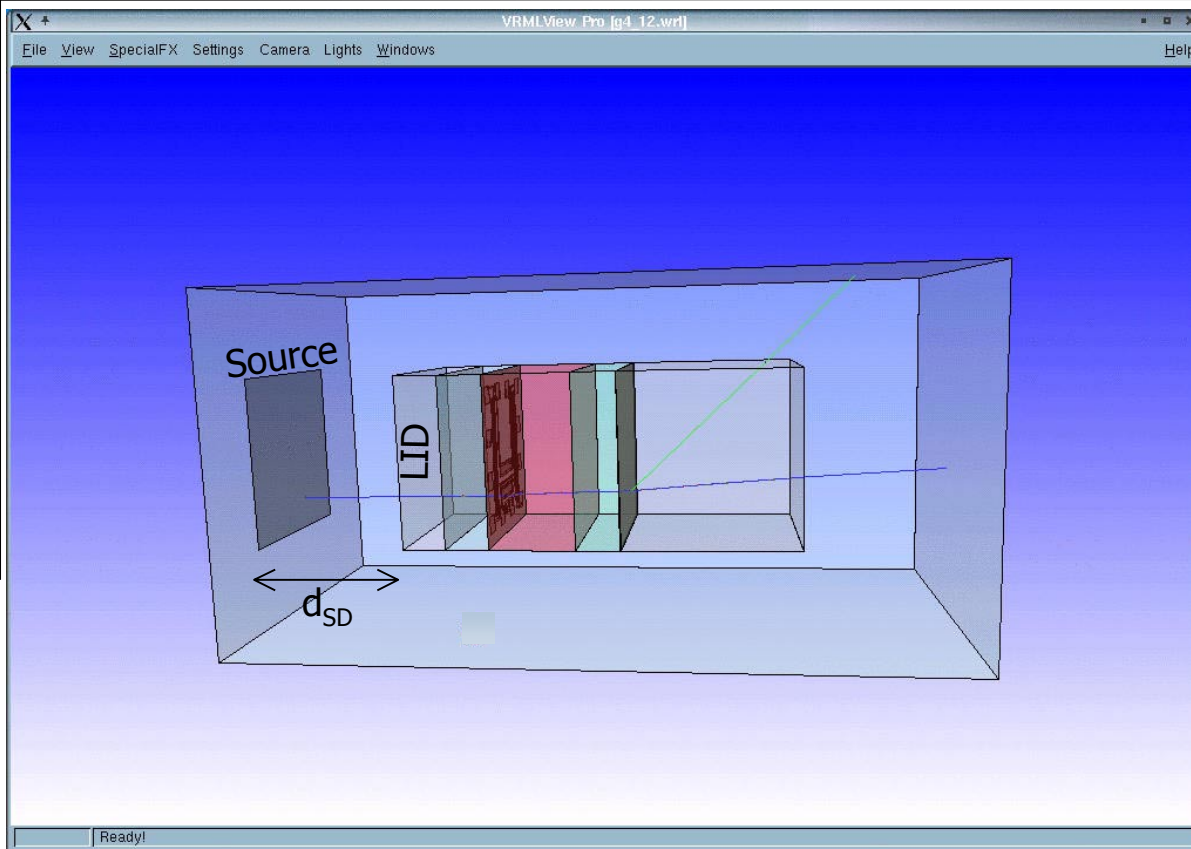 VRMLView Pro [g4_12.wrl]
File View SpecialFX Settings Camera Lights Windows Help
Source
LID
dSD
Ready!